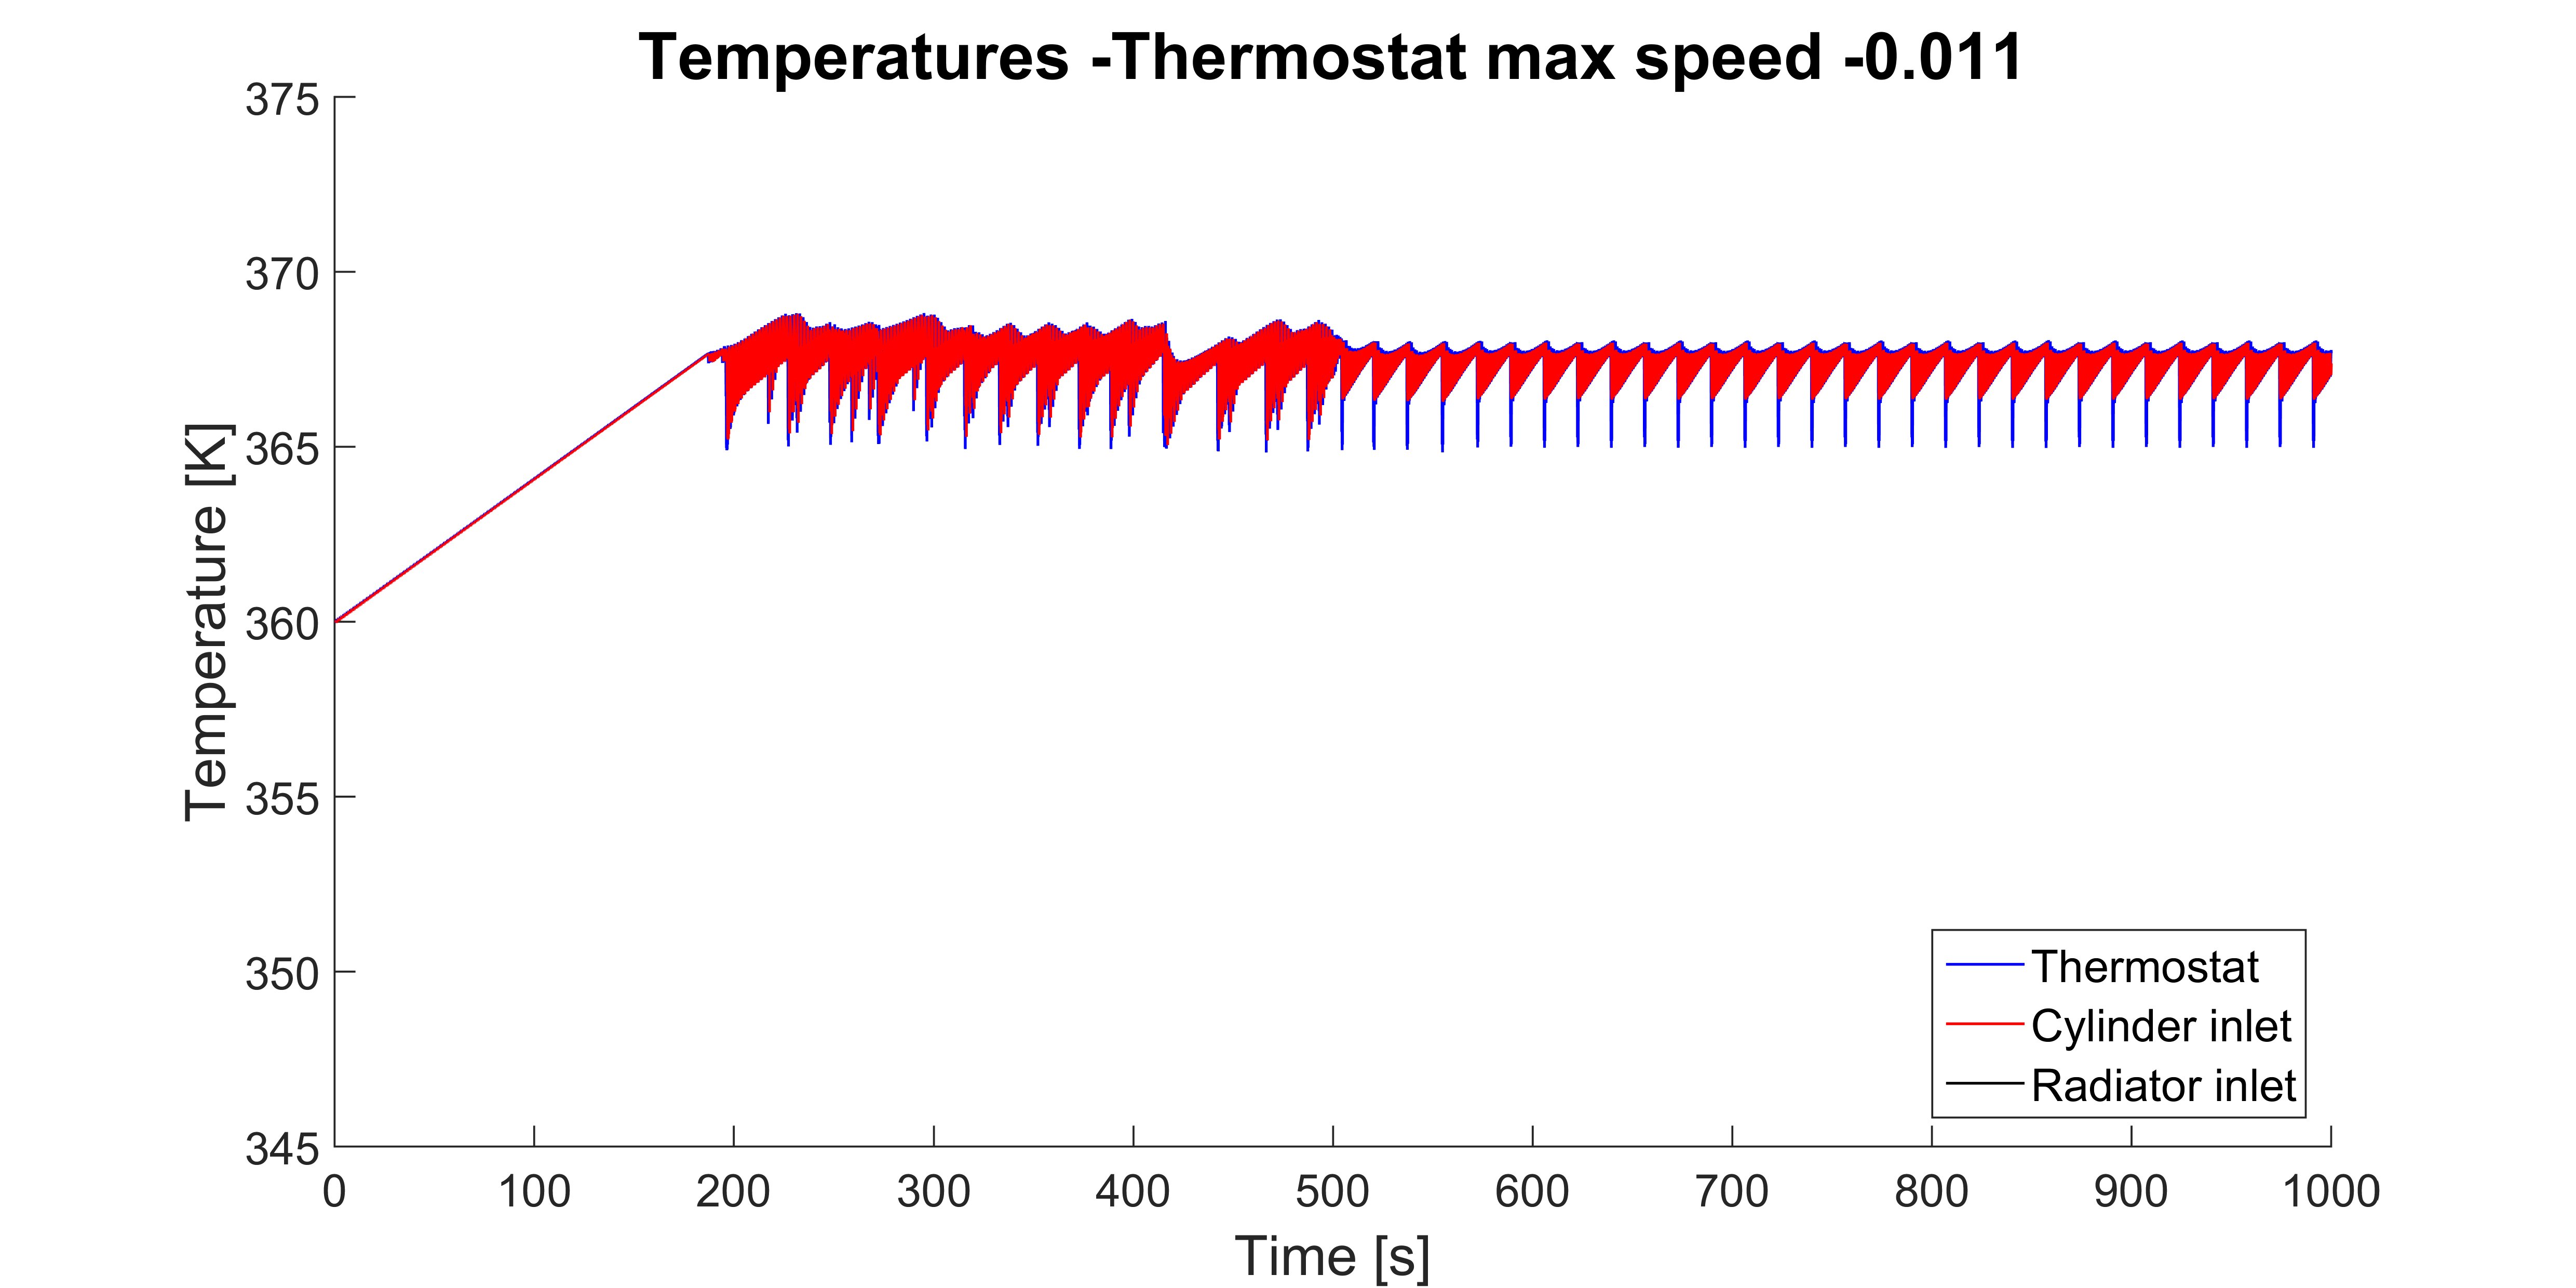 Temperatures -Thermostat max speed -0.011
375
370
365
360
355
350
345
Temperature [K]
0 100 200 300 400 500 600 700 800 900 1000
Time [s]
Thermostat
Cylinder inlet
Radiator inlet